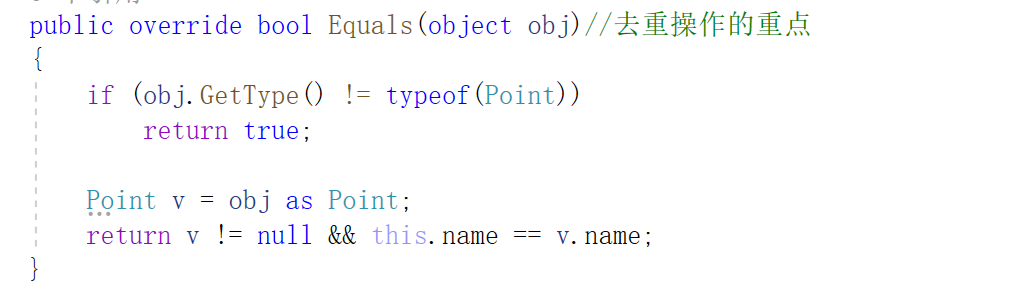 public override bool Equals(object obj)//去重操作的重点
{
if (obj.GetType() != typeof(Point))
return true;
Point v = obj as Point;
return v != null && this.name == v.name;
}